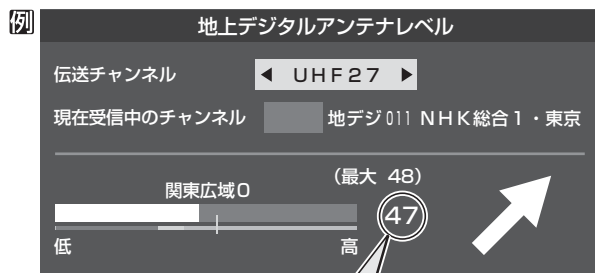 例
地上デジタルアンテナレベル
伝送チャンネル ◀ UHF27 ▶
現在受信中のチャンネル 地デジ011 NHK総合1・東京
(最大 48)
関東広域0
47
低 高